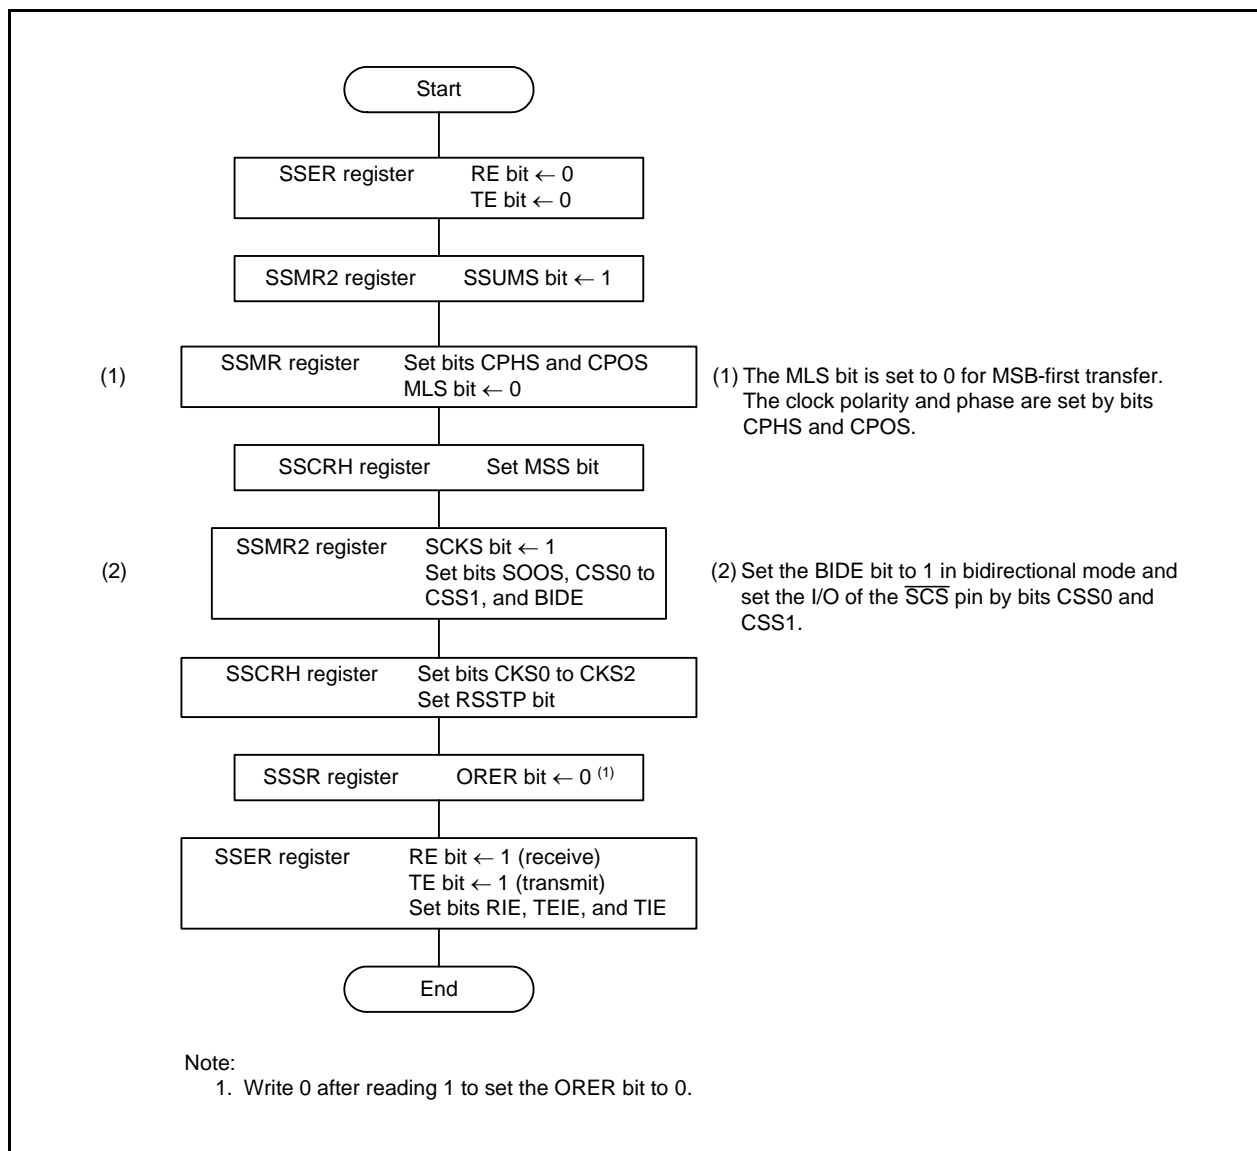 Start
SSER register RE bit ← 0
TE bit ← 0
SSMR2 register SSUMS bit ← 1
(1) SSMR register Set bits CPHS and CPOS
MLS bit ← 0
(1) The MLS bit is set to 0 for MSB-first transfer.
The clock polarity and phase are set by bits
CPHS and CPOS.
SSCRH register Set MSS bit
(2) SSMR2 register SCKS bit ← 1
Set bits SOOS, CSS0 to
CSS1, and BIDE
(2) Set the BIDE bit to 1 in bidirectional mode and
set the I/O of the S̅C̅S̅ pin by bits CSS0 and
CSS1.
SSCRH register Set bits CKS0 to CKS2
Set RSSTP bit
SSSR register ORER bit ← 0 (1)
SSER register RE bit ← 1 (receive)
TE bit ← 1 (transmit)
Set bits RIE, TEIE, and TIE
End
Note:
1. Write 0 after reading 1 to set the ORER bit to 0.